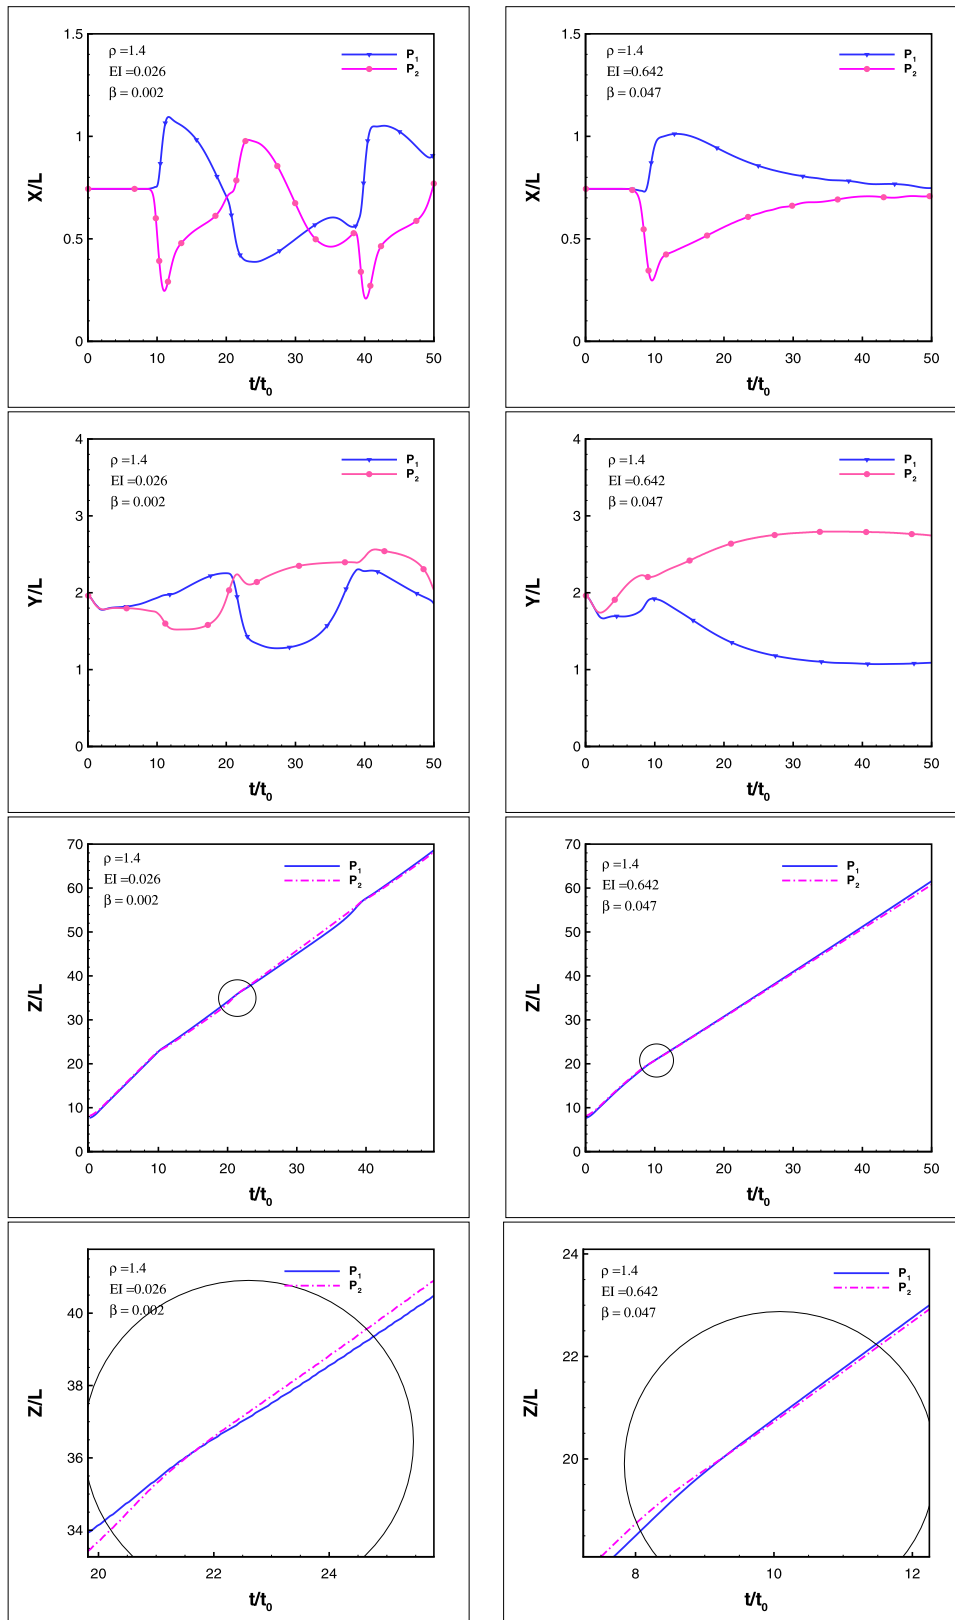 1.5
1
0.5
0
X/L
ρ =1.4
EI =0.026
β = 0.002
P₁
P₂
0 10 20 30 40 50
t/t₀
1.5
1
0.5
0
X/L
ρ =1.4
EI =0.642
β = 0.047
P₁
P₂
0 10 20 30 40 50
t/t₀
4
3
2
1
0
Y/L
ρ =1.4
EI =0.026
β = 0.002
P₁
P₂
0 10 20 30 40 50
t/t₀
4
3
2
1
0
Y/L
ρ =1.4
EI =0.642
β = 0.047
P₁
P₂
0 10 20 30 40 50
t/t₀
70
60
50
40
30
20
10
0
Z/L
ρ =1.4
EI =0.026
β = 0.002
P₁
P₂
0 10 20 30 40
t/t₀
70
60
50
40
30
20
10
0
Z/L
ρ =1.4
EI =0.642
β = 0.047
P₁
P₂
0 10 20 30 40 50
t/t₀
40
38
36
34
Z/L
ρ =1.4
EI =0.026
β = 0.002
P₁
P₂
20 22 24
t/t₀
24
22
20
Z/L
ρ =1.4
EI =0.642
β = 0.047
P₁
P₂
8 10 12
t/t₀